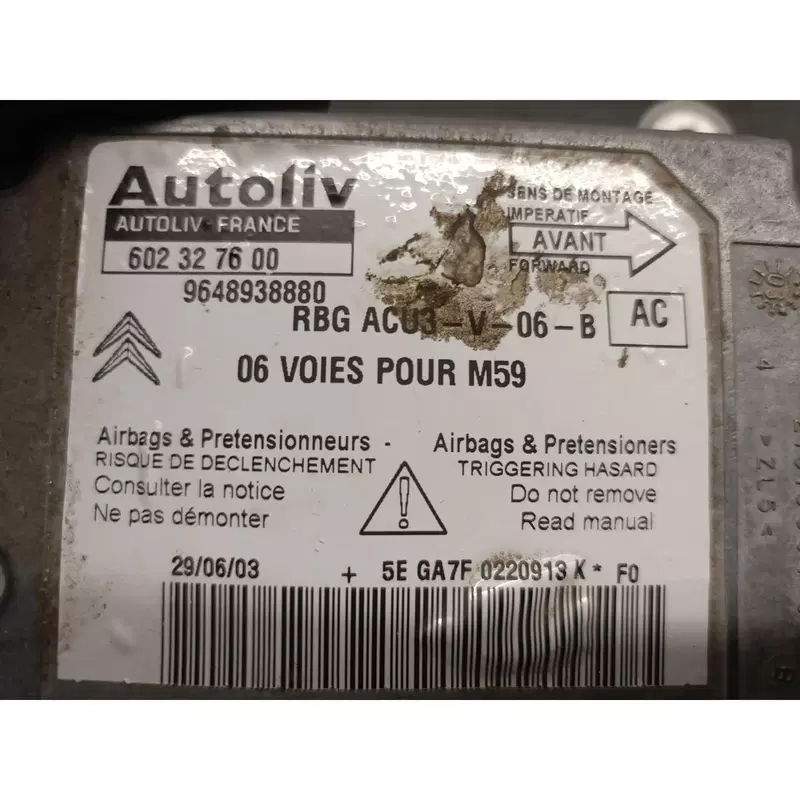 Autoliv
AUTOLIV FRANCE
602 32 76 00
9648938880
SENS DE MONTAGE
IMPERATIF
AVANT
FORWARD
RBG ACU3-V-06-B
AC
06 VOIES POUR M59
Airbags & Pretensionneurs -
RISQUE DE DECLENCHEMENT
Consulter la notice
Ne pas démonter
Airbags & Pretensioners
TRIGGERING HASARD
Do not remove
Read manual
29/06/03 + 5E GA7F 0220913 K* F0